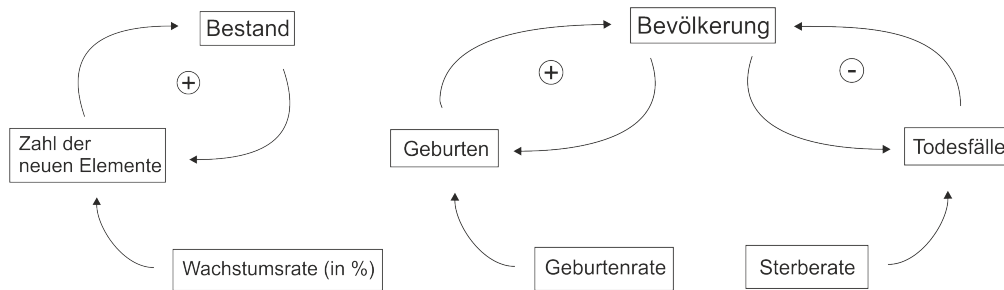 Bestand
+
Zahl der
neuen Elemente
Wachstumsrate (in %)
Bevölkerung
+
-
Geburten
Todesfälle
Geburtenrate
Sterberate